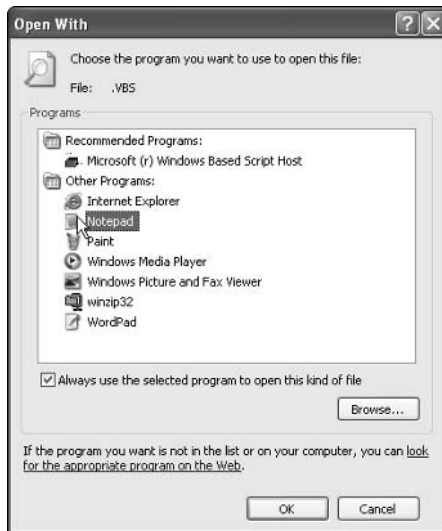 Open With
Choose the program you want to use to open this file:
File: .VBS
Programs
Recommended Programs:
Microsoft (r) Windows Based Script Host
Other Programs:
Internet Explorer
Notepad
Paint
Windows Media Player
Windows Picture and Fax Viewer
winzip32
WordPad
Always use the selected program to open this kind of file
Browse...
If the program you want is not in the list or on your computer, you can look
for the appropriate program on the Web.
OK
Cancel